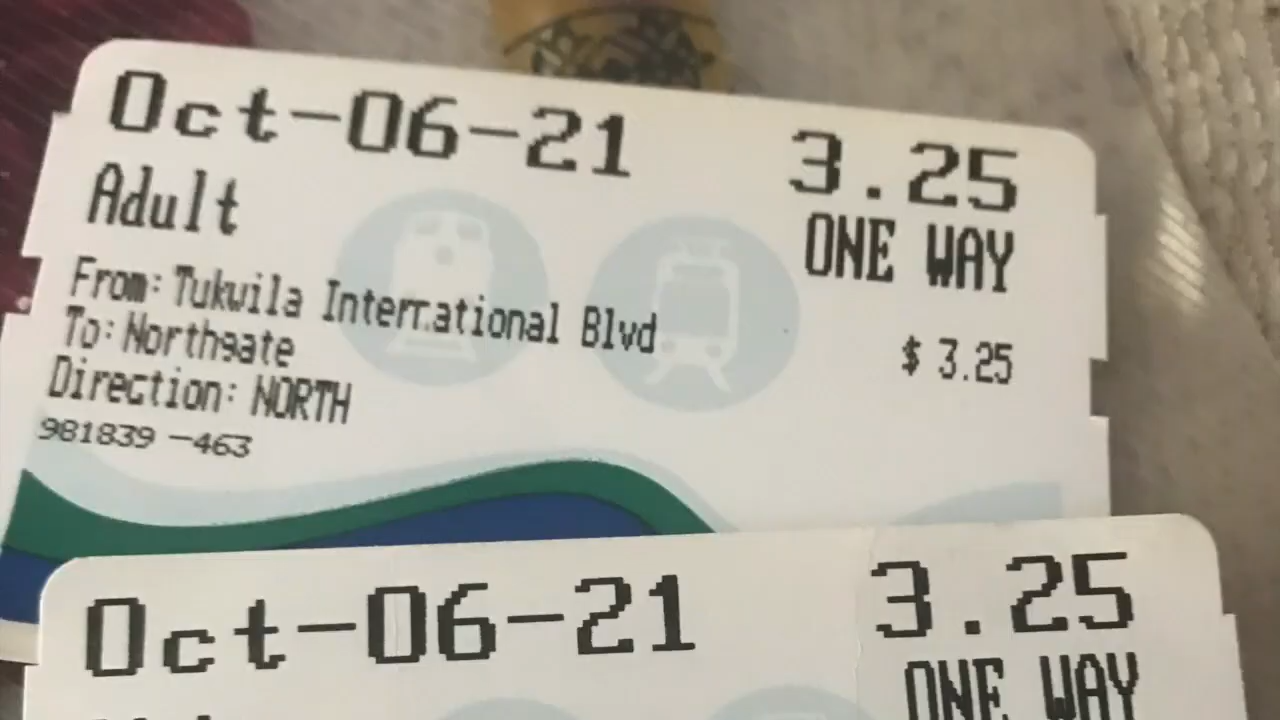 Oct-06-21 3.25
Adult ONE WAY
From: Tukwila International Blvd
To: Northgate $ 3.25
Direction: NORTH
981839 -463
Oct-06-21 3.25
ONE WAY